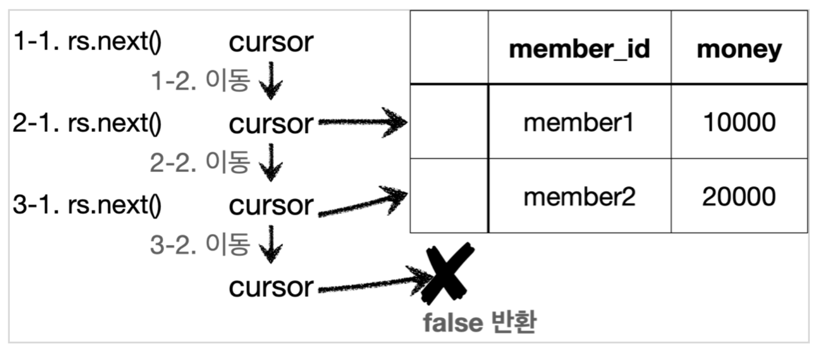 1-1. rs.next() cursor
1-2. 이동
2-1. rs.next() cursor
2-2. 이동
3-1. rs.next() cursor
3-2. 이동
cursor
false 반환
member_id money
member1 10000
member2 20000